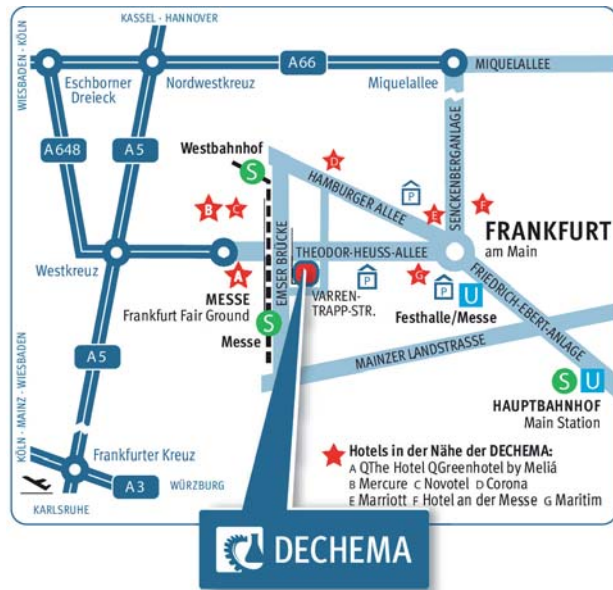 KASSEL · HANNOVER
WIESBADEN · KÖLN
A66
MIQUELALLEE
Eschborner
Dreieck
Nordwestkreuz
Miquelallee
A648
A5
Westbahnhof
S
D
P
SENCKENBERGANLAGE
HAMBURGER ALLEE
B
C
E
F
FRANKFURT
am Main
EMSER BRÜCKE
THEODOR-HEUSS-ALLEE
Westkreuz
A
G
P
P
U
MESSE
Frankfurt Fair Ground
VARREN-
TRAPP-STR.
Festhalle/Messe
FRIEDRICH-EBERT-ANLAGE
Messe
S
A5
MAINZER LANDSTRASSE
S U
HAUPTBAHNHOF
Main Station
KÖLN · MAINZ · WIESBADEN
Frankfurter Kreuz
A3
WÜRZBURG
KARLSRUHE
Hotels in der Nähe der DECHEMA:
A QThe Hotel QGreenhotel by Meliá
B Mercure C Novotel D Corona
E Marriott F Hotel an der Messe G Maritim
DECHEMA